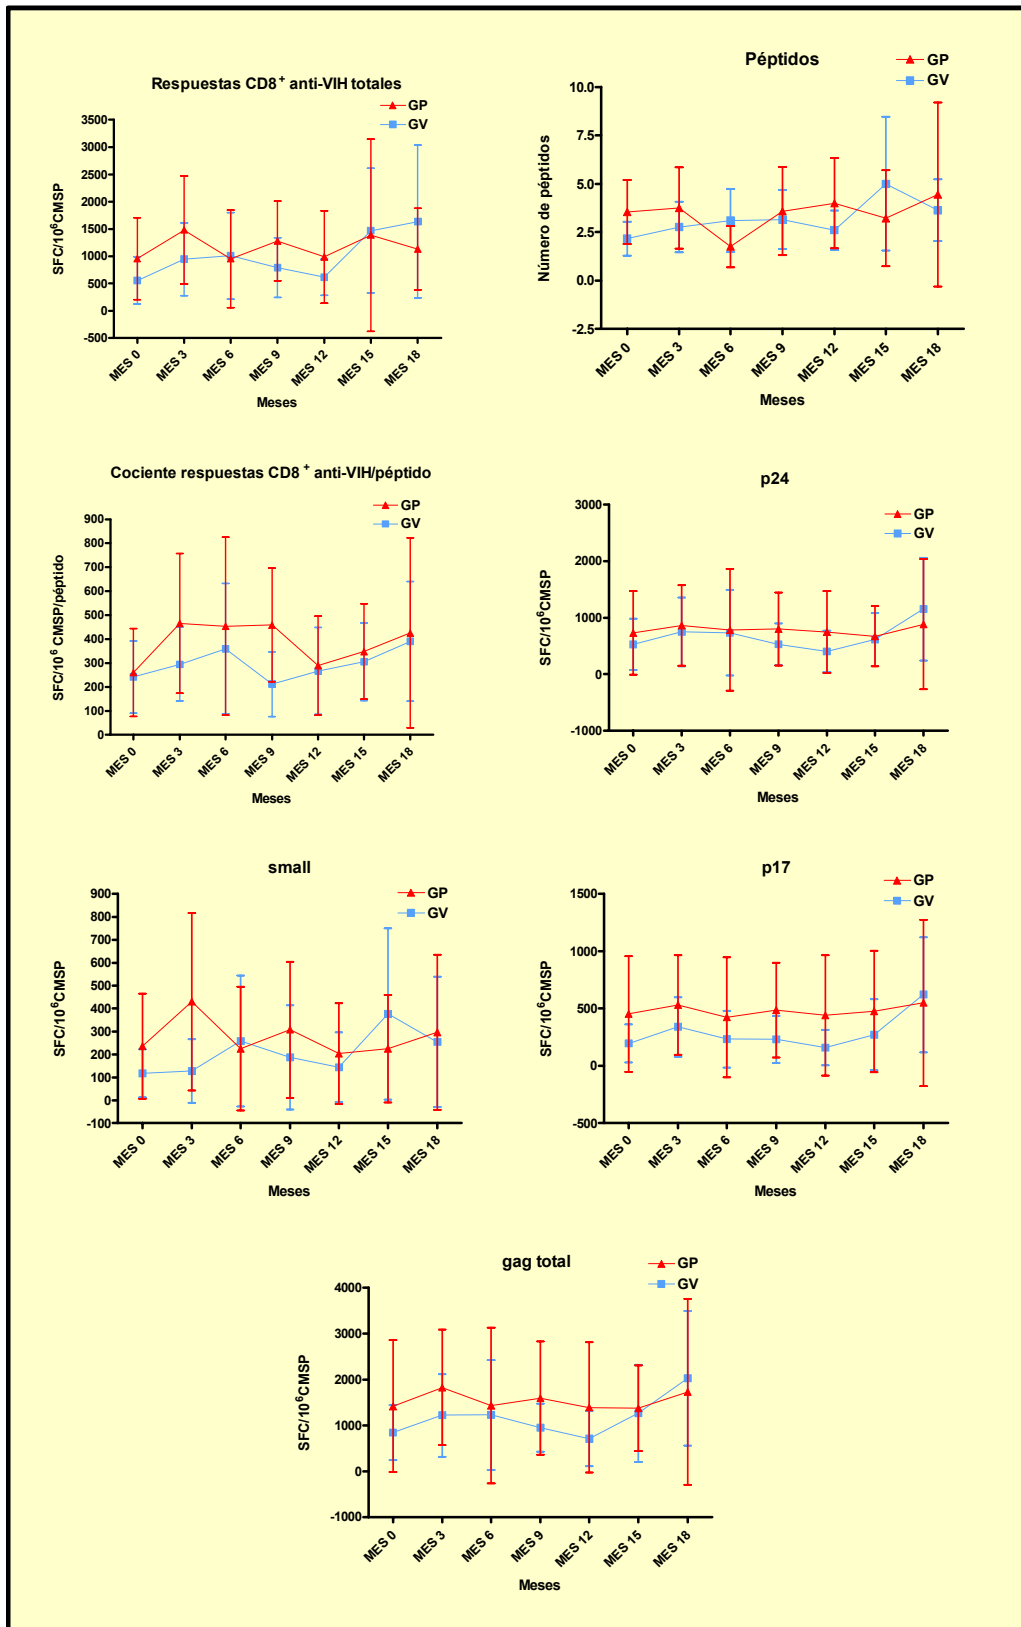 Respuestas CD8+ anti-VIH totales
GP
GV
SFC/10⁶CMSP
3500
3000
2500
2000
1500
1000
500
0
-500
MES 0
MES 3
MES 6
MES 9
MES 12
MES 15
MES 18
Meses
Péptidos
GP
GV
Número de péptidos
10.0
7.5
5.0
2.5
0.0
-2.5
MES 0
MES 3
MES 6
MES 9
MES 12
MES 15
MES 18
Meses
Cociente respuestas CD8+ anti-VIH/péptido
GP
GV
SFC/10⁶ CMSP/péptido
900
800
700
600
500
400
300
200
100
0
MES 0
MES 3
MES 6
MES 9
MES 12
MES 15
MES 18
Meses
p24
GP
GV
SFC/10⁶CMSP
3000
2000
1000
0
-1000
MES 0
MES 3
MES 6
MES 9
MES 12
MES 15
MES 18
Meses
small
GP
GV
SFC/10⁶CMSP
900
800
700
600
500
400
300
200
100
0
-100
MES 0
MES 3
MES 6
MES 9
MES 12
MES 15
MES 18
Meses
p17
GP
GV
SFC/10⁶CMSP
1500
1000
500
0
-500
MES 0
MES 3
MES 6
MES 9
MES 12
MES 15
MES 18
Meses
gag total
GP
GV
SFC/10⁶CMSP
4000
3000
2000
1000
0
-1000
MES 0
MES 3
MES 6
MES 9
MES 12
MES 15
MES 18
Meses